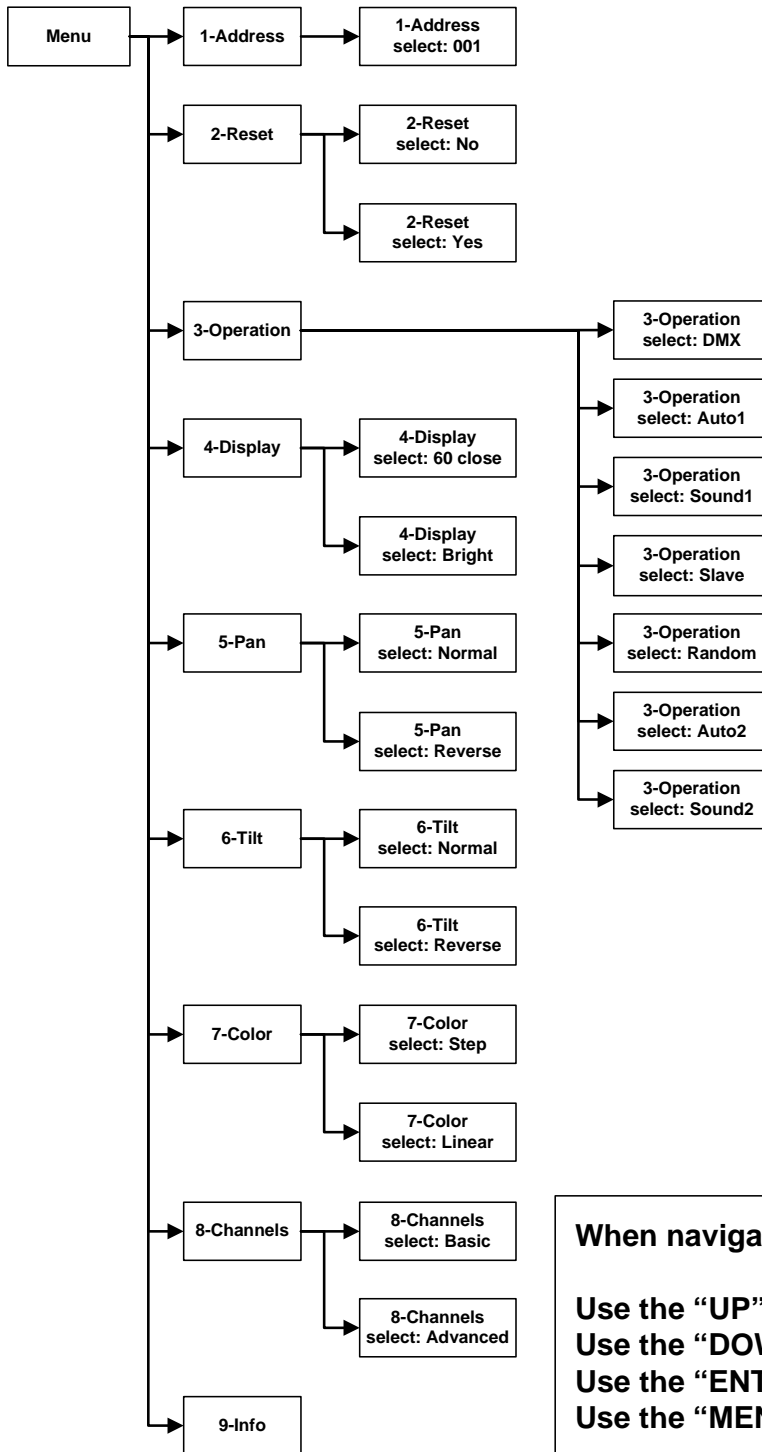 Menu
1-Address
1-Address
select: 001
2-Reset
2-Reset
select: No
2-Reset
select: Yes
3-Operation
3-Operation
select: DMX
3-Operation
select: Auto1
3-Operation
select: Sound1
3-Operation
select: Slave
3-Operation
select: Random
3-Operation
select: Auto2
3-Operation
select: Sound2
4-Display
4-Display
select: 60 close
4-Display
select: Bright
5-Pan
5-Pan
select: Normal
5-Pan
select: Reverse
6-Tilt
6-Tilt
select: Normal
6-Tilt
select: Reverse
7-Color
7-Color
select: Step
7-Color
select: Linear
8-Channels
8-Channels
select: Basic
8-Channels
select: Advanced
9-Info
When
Use the “UP”
Use the
Use the
Use the